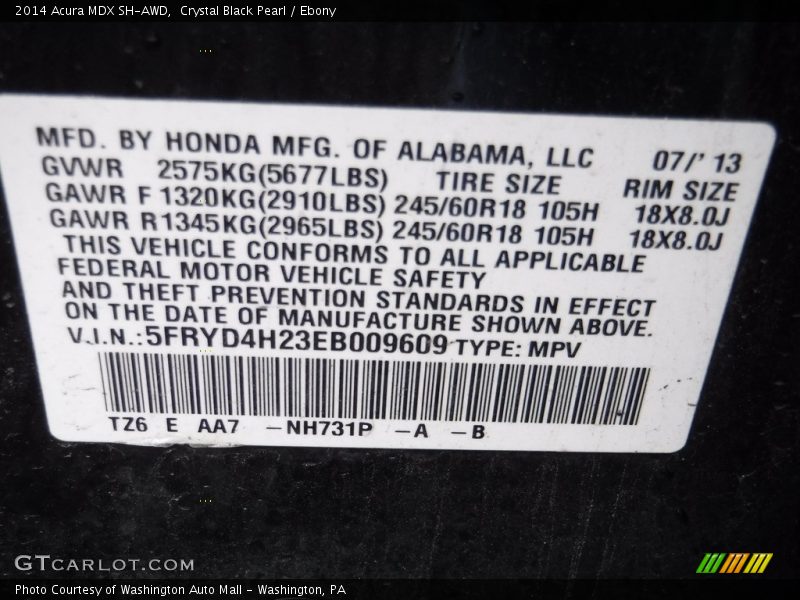 2014 Acura MDX SH-AWD,  Crystal Black Pearl / Ebony
MFD. BY HONDA MFG. OF ALABAMA, LLC 07/' 13
GVWR 2575KG(5677LBS) TIRE SIZE RIM SIZE
GAWR F 1320KG(2910LBS) 245/60R18 105H 18X8.0J
GAWR R1345KG(2965LBS) 245/60R18 105H 18X8.0J
THIS VEHICLE CONFORMS TO ALL APPLICABLE
FEDERAL MOTOR VEHICLE SAFETY
AND THEFT PREVENTION STANDARDS IN EFFECT
ON THE DATE OF MANUFACTURE SHOWN ABOVE.
V.I.N.:5FRYD4H23EB009609 TYPE: MPV
TZ6 E AA7 -NH731P -A -B
GTCARLOT.COM
Photo Courtesy of Washington Auto Mall - Washington, PA